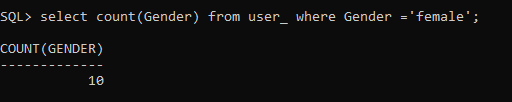 SQL> select count(Gender) from user_ where Gender ='female';
COUNT(GENDER)
-------------
10